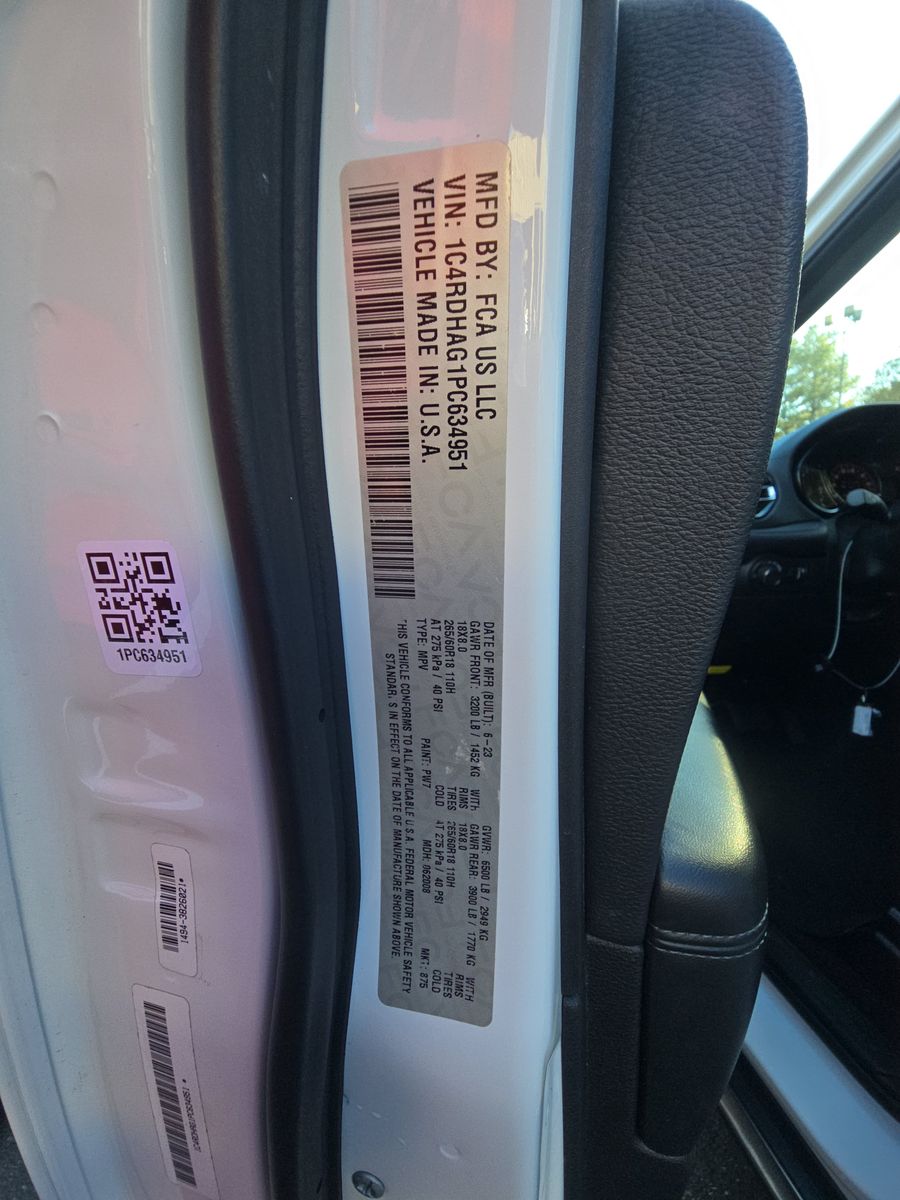 MFD BY: FCA US LLC
VIN: 1C4RDHAG1PC634951
VEHICLE MADE IN: U.S.A.
DATE OF MFR (BUILT): 6-23 GVWR: 6500 LB / 2949 KG
GAWR FRONT: 3200 LB / 1452 KG WITH GAWR REAR: 3900 LB / 1770 KG WITH
18X8.0 RIMS 18X8.0 RIMS
265/60R18 110H TIRES 265/60R18 110H TIRES
AT 275 kPa / 40 PSI COLD AT 275 kPa / 40 PSI COLD
TYPE: MPV PAINT: PW7 MDH: 062008 MKT: 875
THIS VEHICLE CONFORMS TO ALL APPLICABLE U.S.A. FEDERAL MOTOR VEHICLE SAFETY
STANDARDS IN EFFECT ON THE DATE OF MANUFACTURE SHOWN ABOVE.
1PC634951